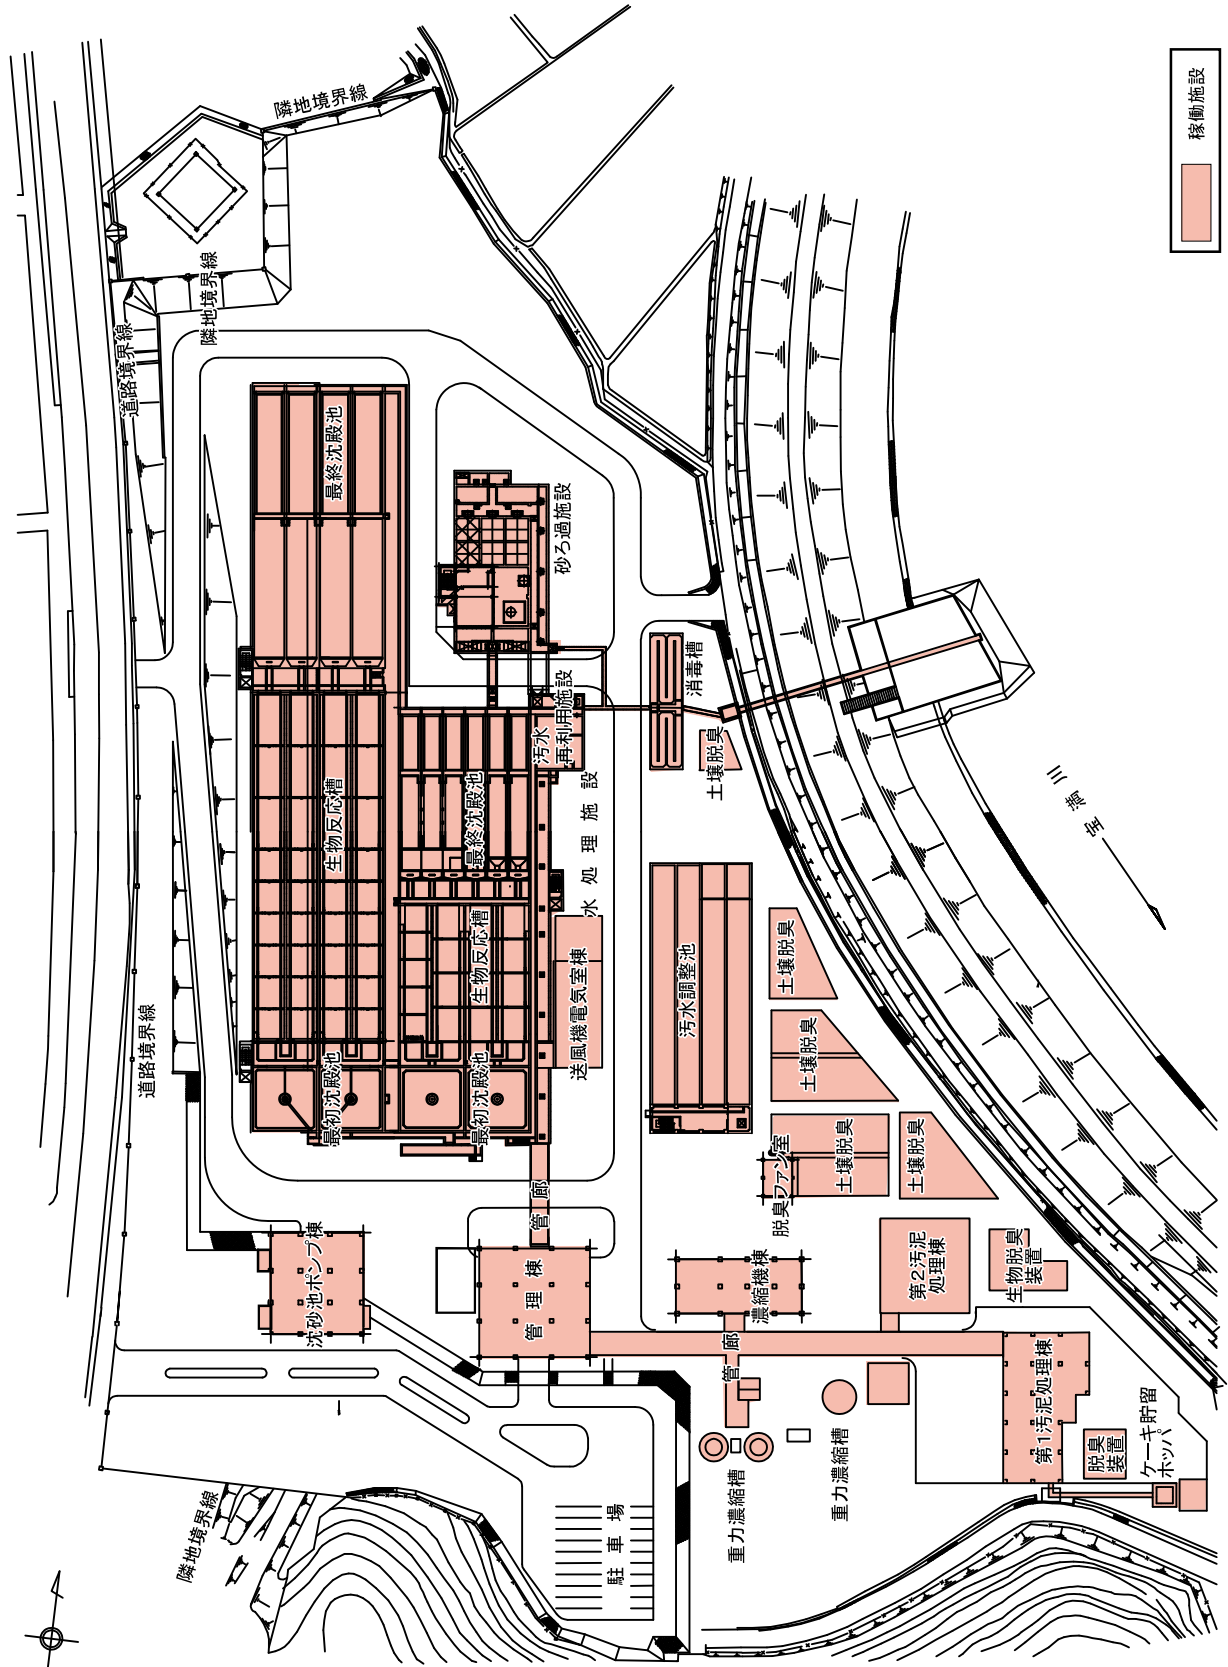 稼働施設
隣地境界線
隣地境界線
道路境界線
最終沈殿池
砂ろ過施設
消毒槽
汚水
再利用施設
土壌脱臭
生物反応槽
最終沈殿池
水処理施設
生物反応槽
送風機電気室棟
汚水調整池
土壌脱臭
土壌脱臭
道路境界線
最初沈殿池
最初沈殿池
脱臭ファン室
土壌脱臭
土壌脱臭
管廊
沈砂池ポンプ棟
管理棟
濃縮機棟
第2汚泥
処理棟
生物脱臭
装置
管廊
第1汚泥処理棟
脱臭
装置
ケーキ貯留
ホッパ
重力濃縮槽
重力濃縮槽
駐車場
隣地境界線